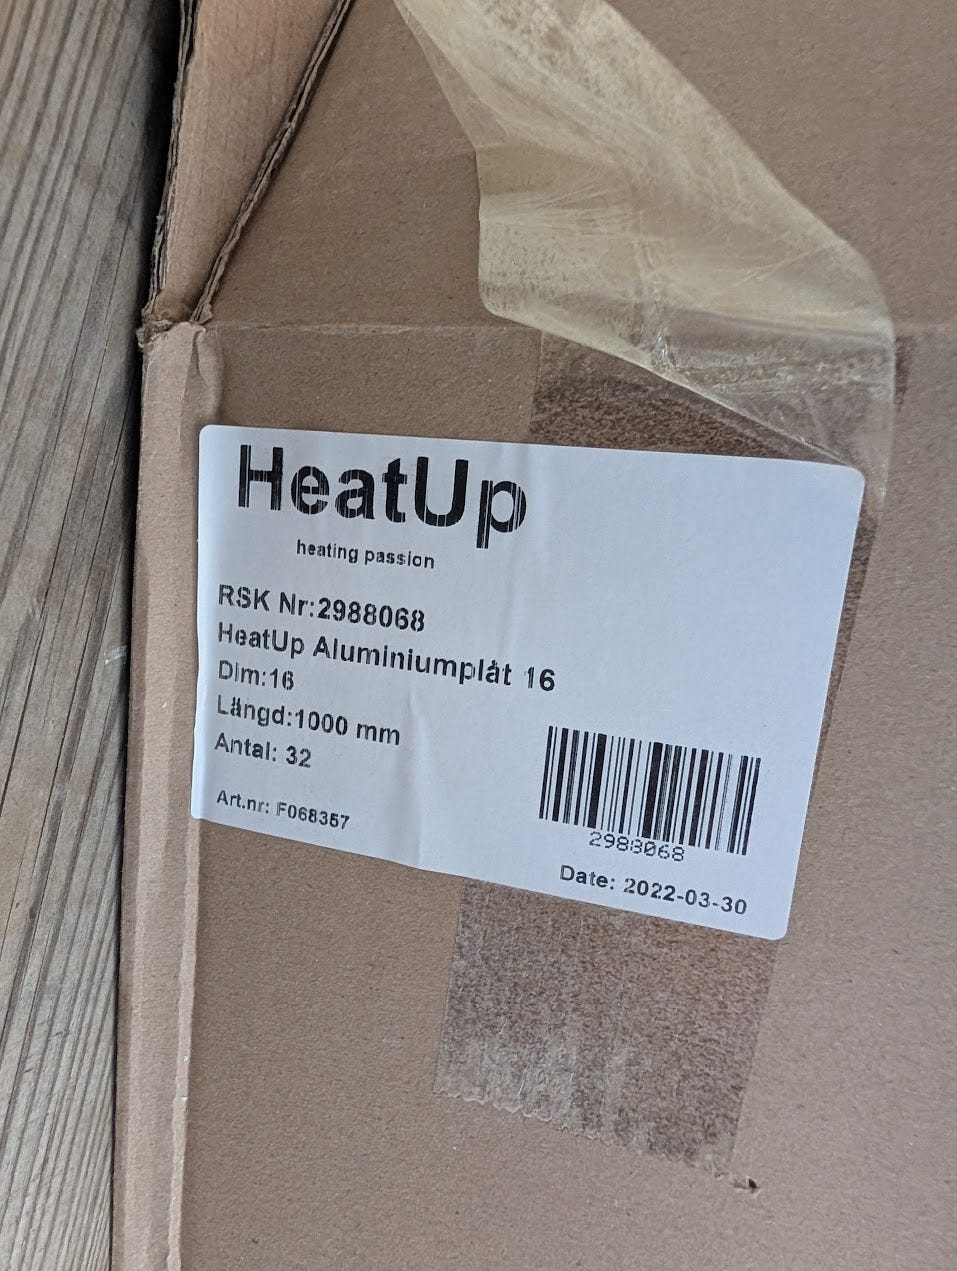 HeatUp
heating passion
RSK Nr:2988068
HeatUp Aluminiumplåt 16
Dim:16
Längd:1000 mm
Antal: 32
Art.nr: F068357
2988068
Date: 2022-03-30